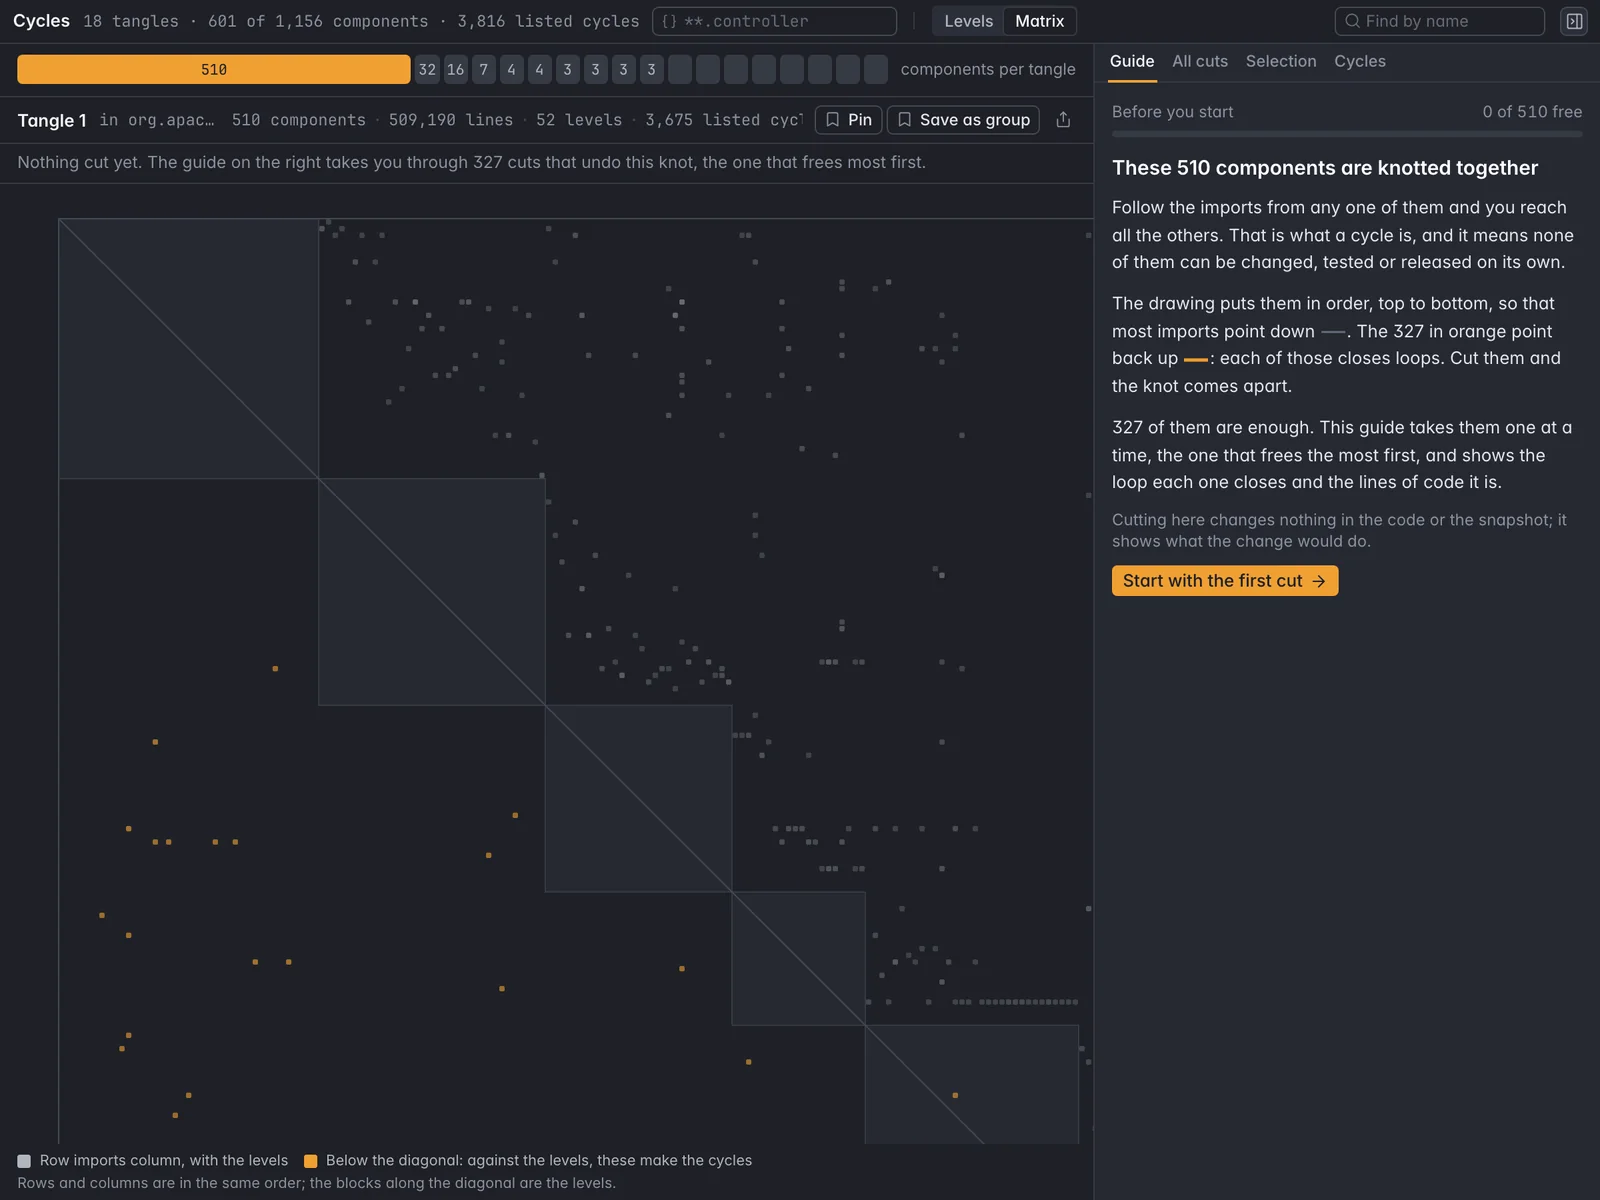 Cycles 18 tangles · 601 of 1,156 components · 3,816 listed cycles {} **.controller Levels Matrix Find by name
510 32 16 7 4 4 3 3 3 3 components per tangle
Guide All cuts Selection Cycles
Tangle 1 in org.apac… 510 components · 509,190 lines · 52 levels · 3,675 listed cycl Pin Save as group
Nothing cut yet. The guide on the right takes you through 327 cuts that undo this knot, the one that frees most first.
Before you start 0 of 510 free
These 510 components are knotted together
Follow the imports from any one of them and you reach
all the others. That is what a cycle is, and it means none
of them can be changed, tested or released on its own.
The drawing puts them in order, top to bottom, so that
most imports point down —. The 327 in orange point
back up —: each of those closes loops. Cut them and
the knot comes apart.
327 of them are enough. This guide takes them one at a
time, the one that frees the most first, and shows the
loop each one closes and the lines of code it is.
Cutting here changes nothing in the code or the snapshot; it
shows what the change would do.
Start with the first cut →
Row imports column, with the levels Below the diagonal: against the levels, these make the cycles
Rows and columns are in the same order; the blocks along the diagonal are the levels.